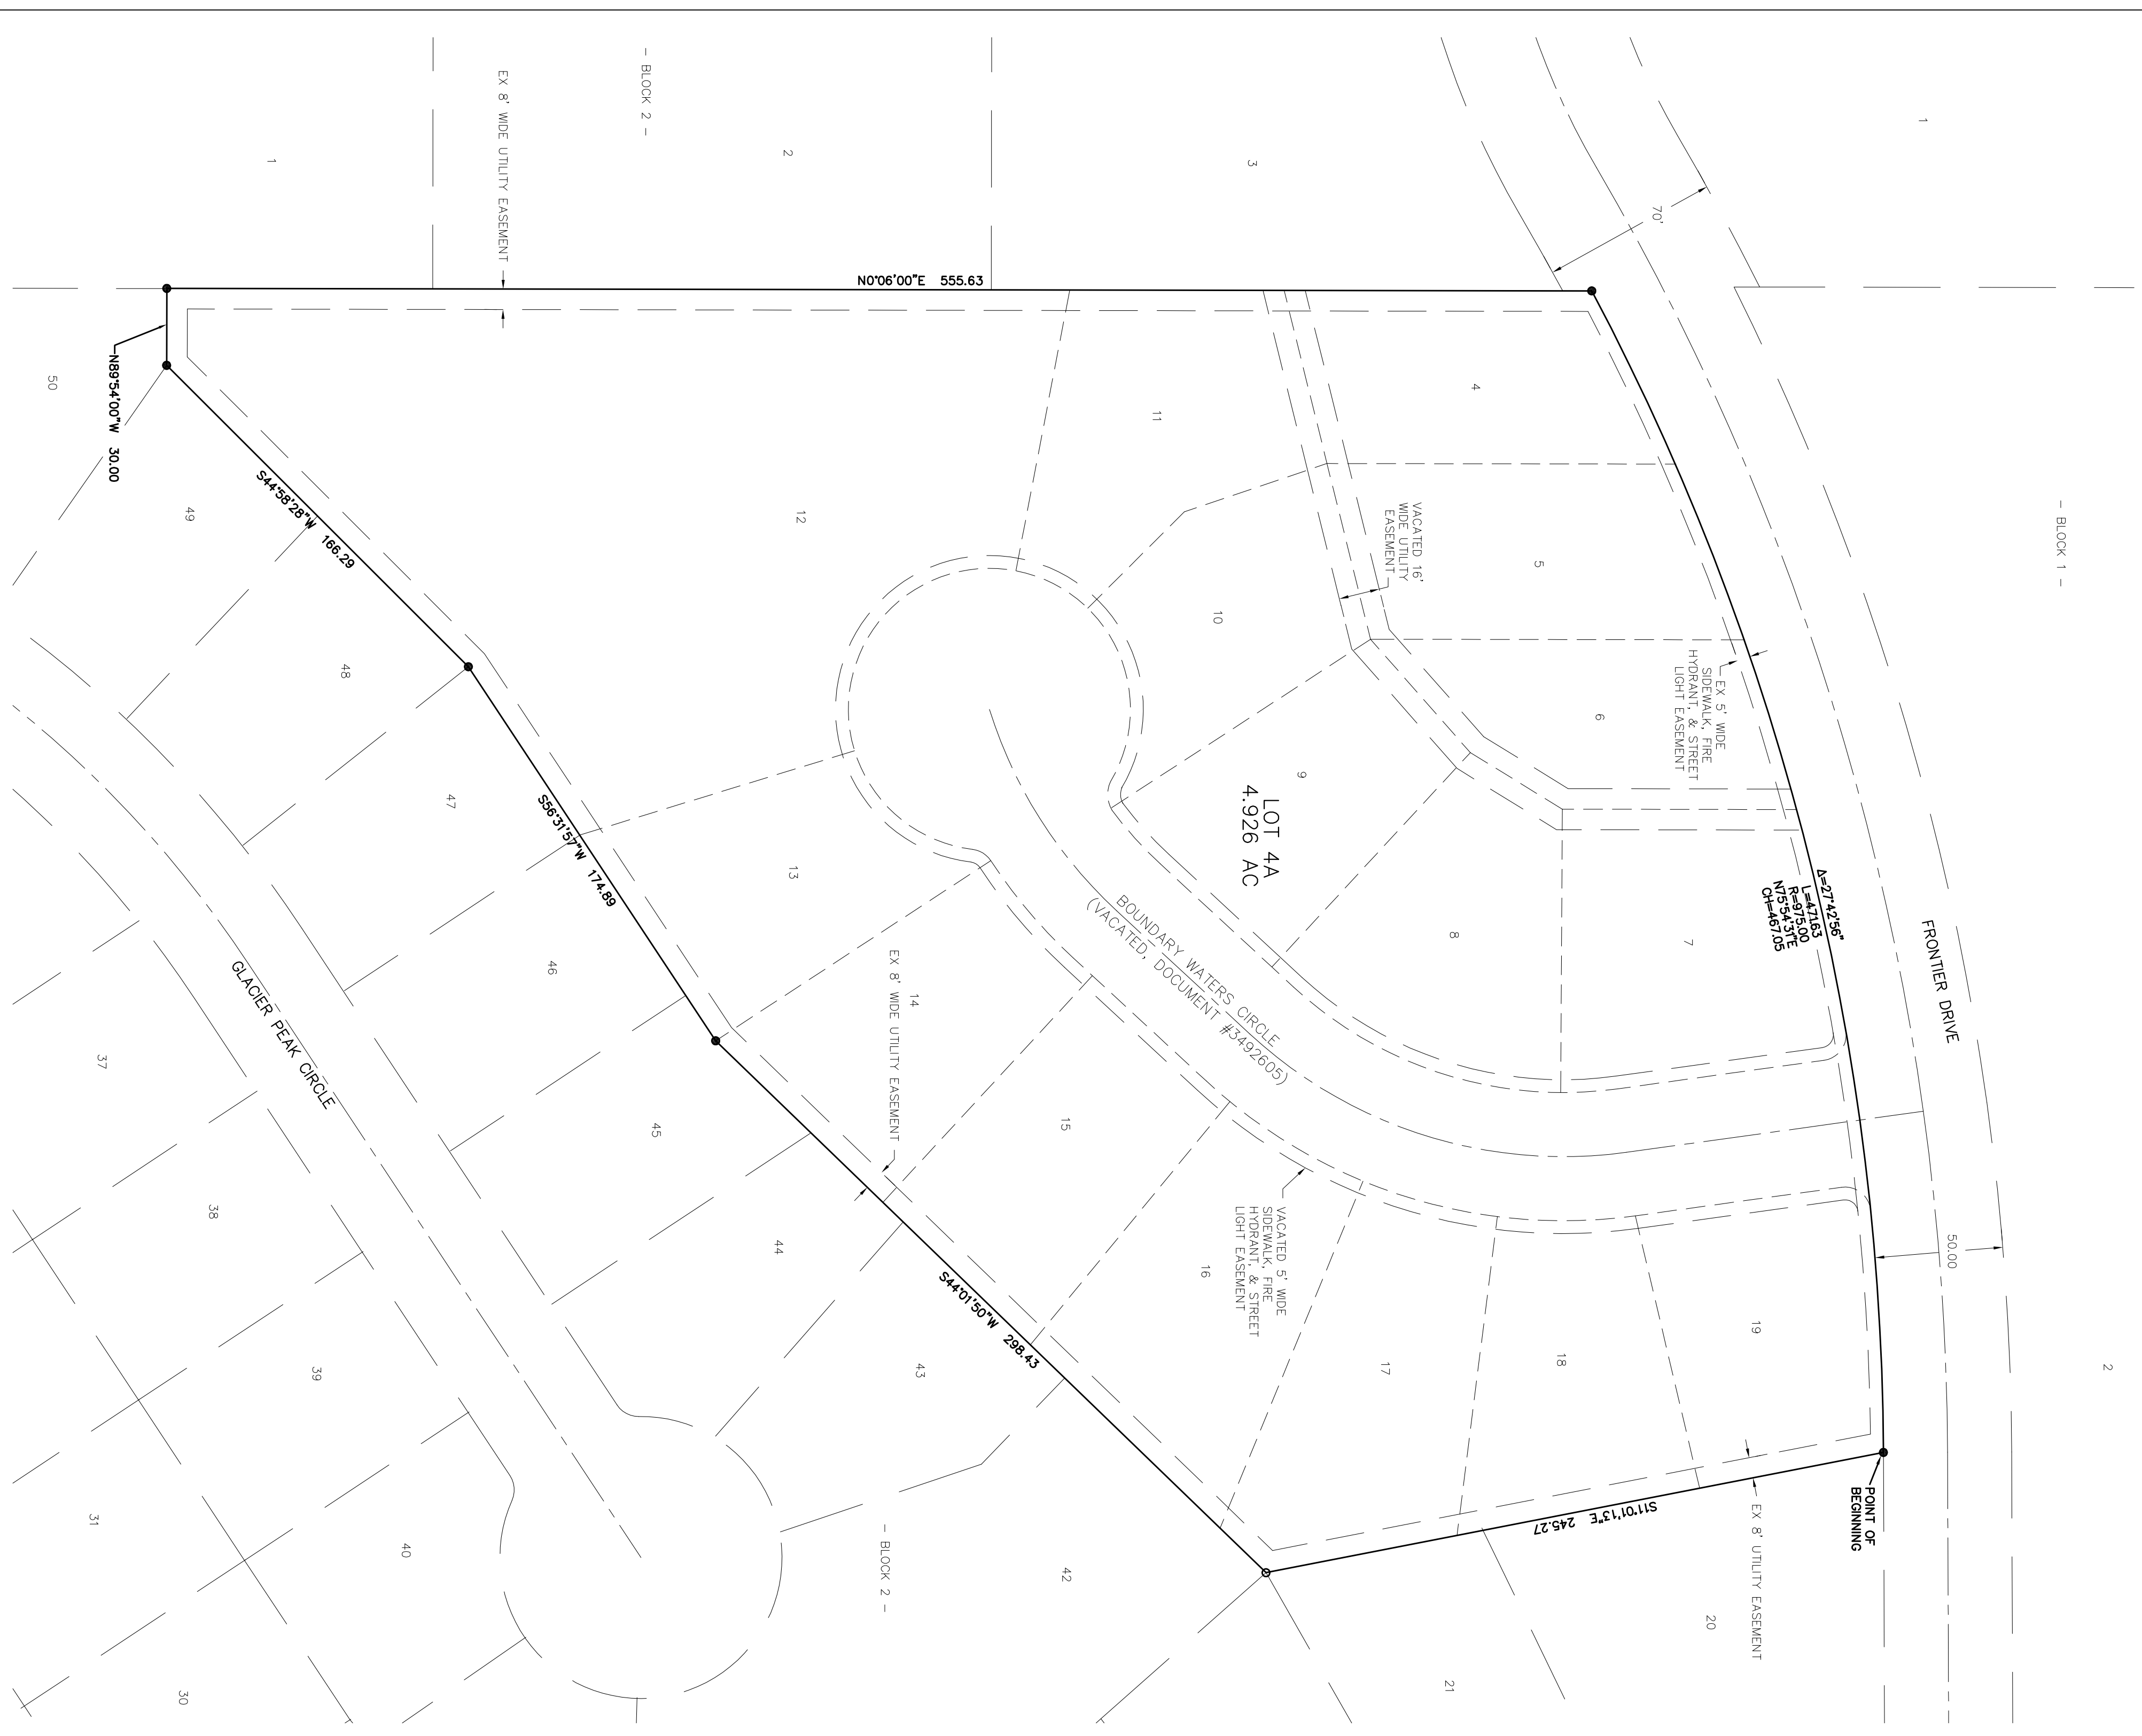 1
– BLOCK 1 –
2
– BLOCK 2 –
1
2
3
EX 8' WIDE UTILITY EASEMENT
70'
N0°06'00"E 555.63
N89°54'00"W 30.00
S44°58'28"W 166.29
S56°31'57"W 174.89
S44°01'50"W 298.43
S11°01'13"E 245.27
Δ=27°42'56"
L=471.63
R=975.00
N75°54'31"E
CH=467.05
FRONTIER DRIVE
50.00
POINT OF
BEGINNING
EX 8' UTILITY EASEMENT
EX 5' WIDE
SIDEWALK, FIRE
HYDRANT, & STREET
LIGHT EASEMENT
VACATED 16'
WIDE UTILITY
EASEMENT
LOT 4A
4.926 AC
BOUNDARY WATERS CIRCLE
(VACATED, DOCUMENT #3492605)
VACATED 5' WIDE
SIDEWALK, FIRE
HYDRANT, & STREET
LIGHT EASEMENT
EX 8' WIDE UTILITY EASEMENT
4
5
6
7
8
9
10
11
12
13
14
15
16
17
18
19
20
21
GLACIER PEAK CIRCLE
– BLOCK 2 –
50
49
48
47
46
45
44
43
42
40
39
38
37
31
30